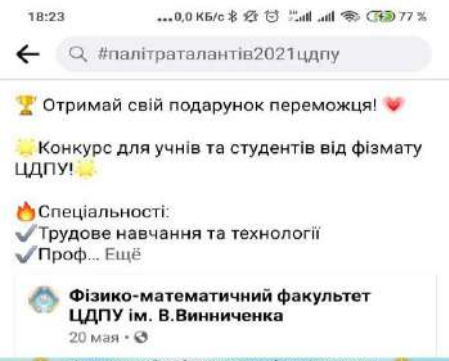 18:23 ...0,0 КБ/с 77 %
#палітраталантів2021цдпу
Отримай свій подарунок переможця!
Конкурс для учнів та студентів від фізмату
ЦДПУ!
Спеціальності:
Трудове навчання та технології
Проф... Ещё
Фізико-математичний факультет
ЦДПУ ім. В.Винниченка
20 мая